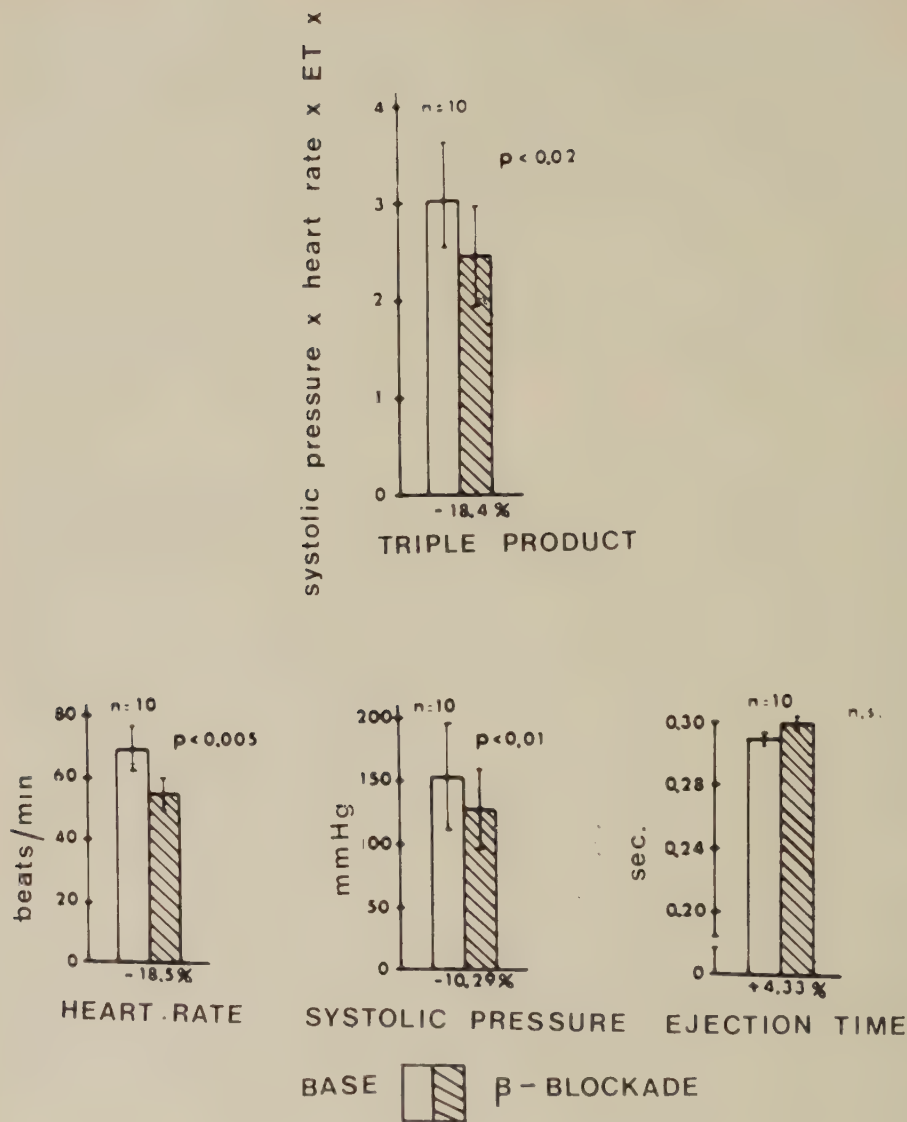 systolic pressure x heart rate x ET x
4
3
2
1
0
n=10
p < 0.02
-18.4 %
TRIPLE PRODUCT
beats/min
80
60
40
20
0
n=10
p<0.005
-18.5%
HEART RATE
mmHg
200
150
100
50
0
n=10
p<0.01
-10.29%
SYSTOLIC PRESSURE
sec.
0.30
0.28
0.24
0.20
0
n=10
n.s.
+4.33 %
EJECTION TIME
BASE β-BLOCKADE